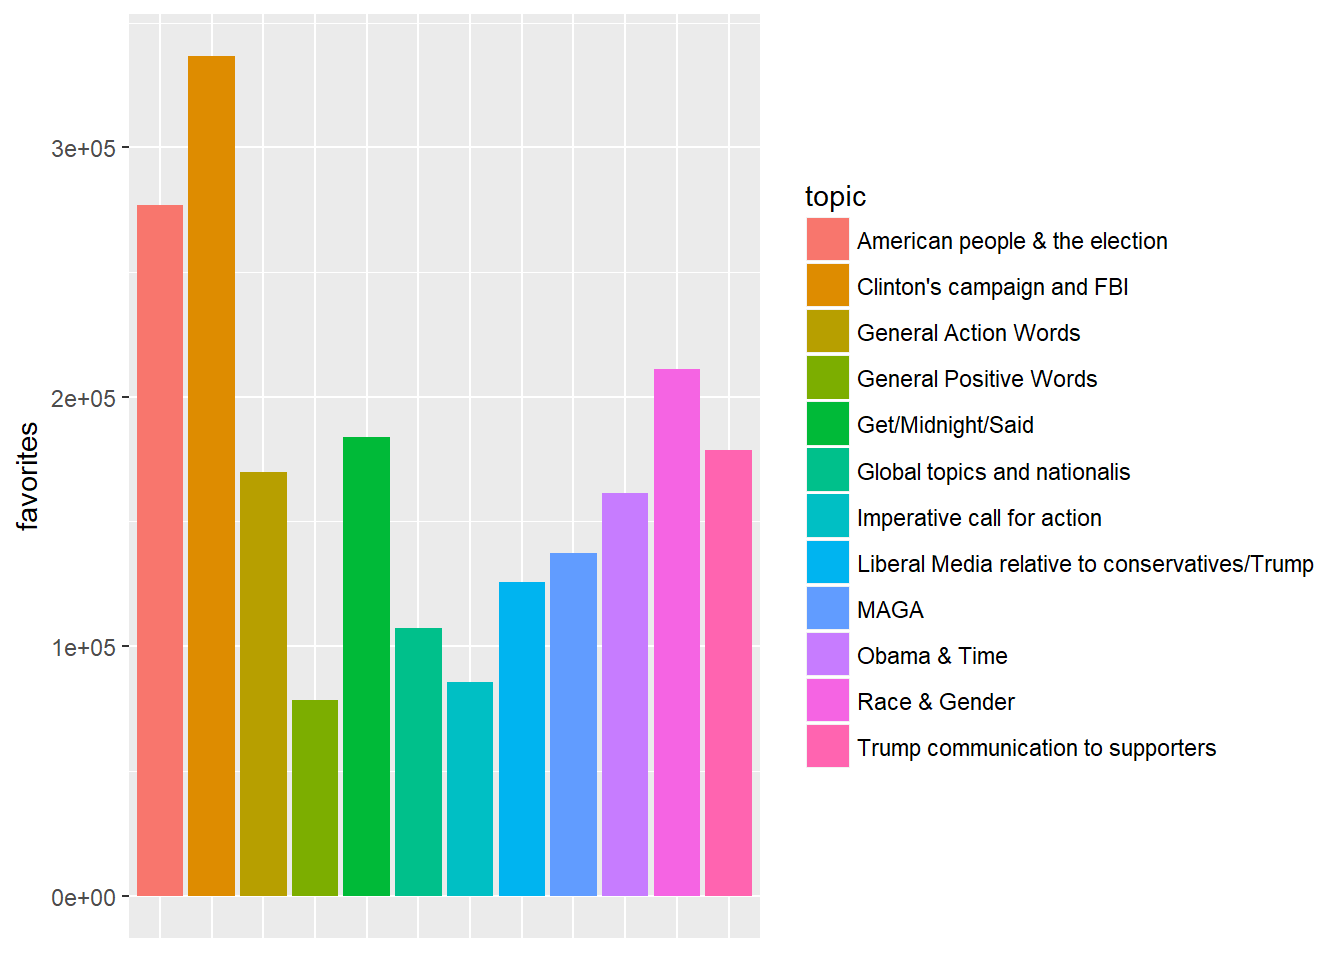 3e+05
2e+05
1e+05
0e+00
favorites
topic
American people & the election
Clinton's campaign and FBI
General Action Words
General Positive Words
Get/Midnight/Said
Global topics and nationalis
Imperative call for action
Liberal Media relative to conservatives/Trump
MAGA
Obama & Time
Race & Gender
Trump communication to supporters